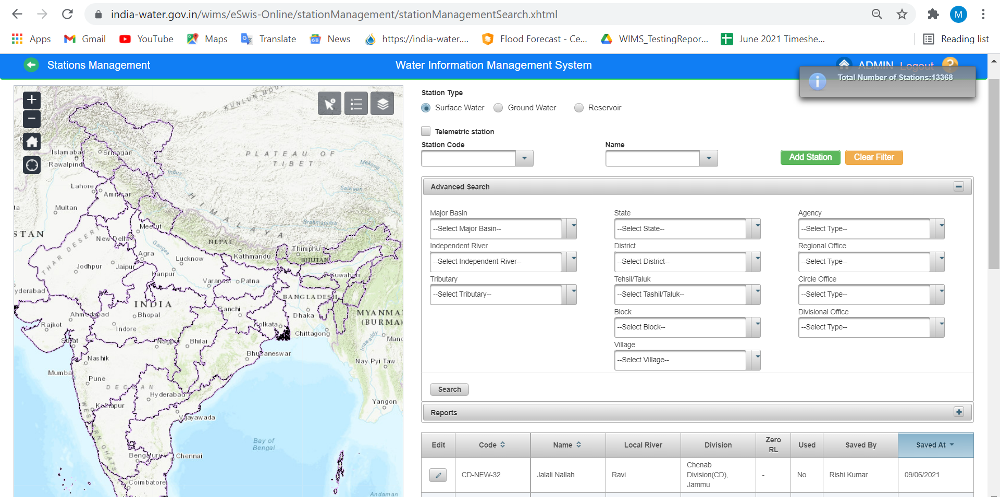 india-water.gov.in/wims/eSwis-Online/stationManagement/stationManagementSearch.xhtml
M
Apps
Gmail
YouTube
Maps
Translate
News
https://india-water....
Flood Forecast - Ce...
WIMS_TestingRepor...
June 2021 Timeshe...
Reading list
Stations Management
Water Information Management System
ADMIN
Logout
?
Total Number of Stations:13368
Station Type
Surface Water
Ground Water
Reservoir
Telemetric station
Station Code
Name
Add Station
Clear Filter
Advanced Search
Major Basin
State
Agency
--Select Major Basin--
--Select State--
--Select Type--
Independent River
District
Regional Office
--Select Independent River--
--Select District--
--Select Type--
Tributary
Tehsil/Taluk
Circle Office
--Select Tributary--
--Select Tashil/Taluk--
--Select Type--
Block
Divisional Office
--Select Block--
--Select Type--
Village
--Select Village--
Search
Reports
Edit
Code
Name
Local River
Division
Zero
RL
Used
Saved By
Saved At
CD-NEW-32
Jalali Nallah
Ravi
Chenab
Division(CD),
Jammu
-
No
Rishi Kumar
09/06/2021
KUNLUN MOU
Islamabad
Srinagar
Rawalpind
PLATEAU OF
TIBET
Indus
Mekong
Salween
Lahore
Amritsar
HIMALAYA
Multan
ta
Brahmaputra
Meerut
STAN
New Delhi
NEPAL
THAR DESERT
Ganges
Thimphu
Kathmandu
BHUTAN
Agra
Lucknow
Jodhpur
Jaipur
Kanpur
Guwahati
Varanasi
Patna
yderabad
BANGLADESH
INDIA
Ranchi
MYANMA
(BURMA)
Ahmedabad
Bhopal
Dhaka
Rajkot
Indore
Kolkata
Chittagong
Irrawaddy
Mand
Surat
Nagpur
Bhilai
Bhubaneswar
Nashik
Nay Pyi Taw
Mumbai
Pune
DECCAN
Hyderabad
Yangon
Kolhapur
WESTERN GHATS
Vijayawada
Bay of
Bengal
Bengaluru
Chennai
Coimbatore
Andaman